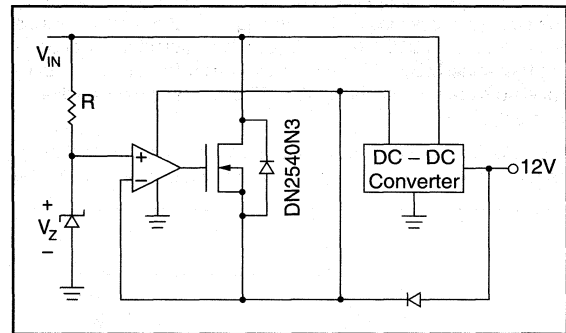 V_IN
R
+
−
DN2540N3
DC – DC
Converter
12V
+
V_Z
−